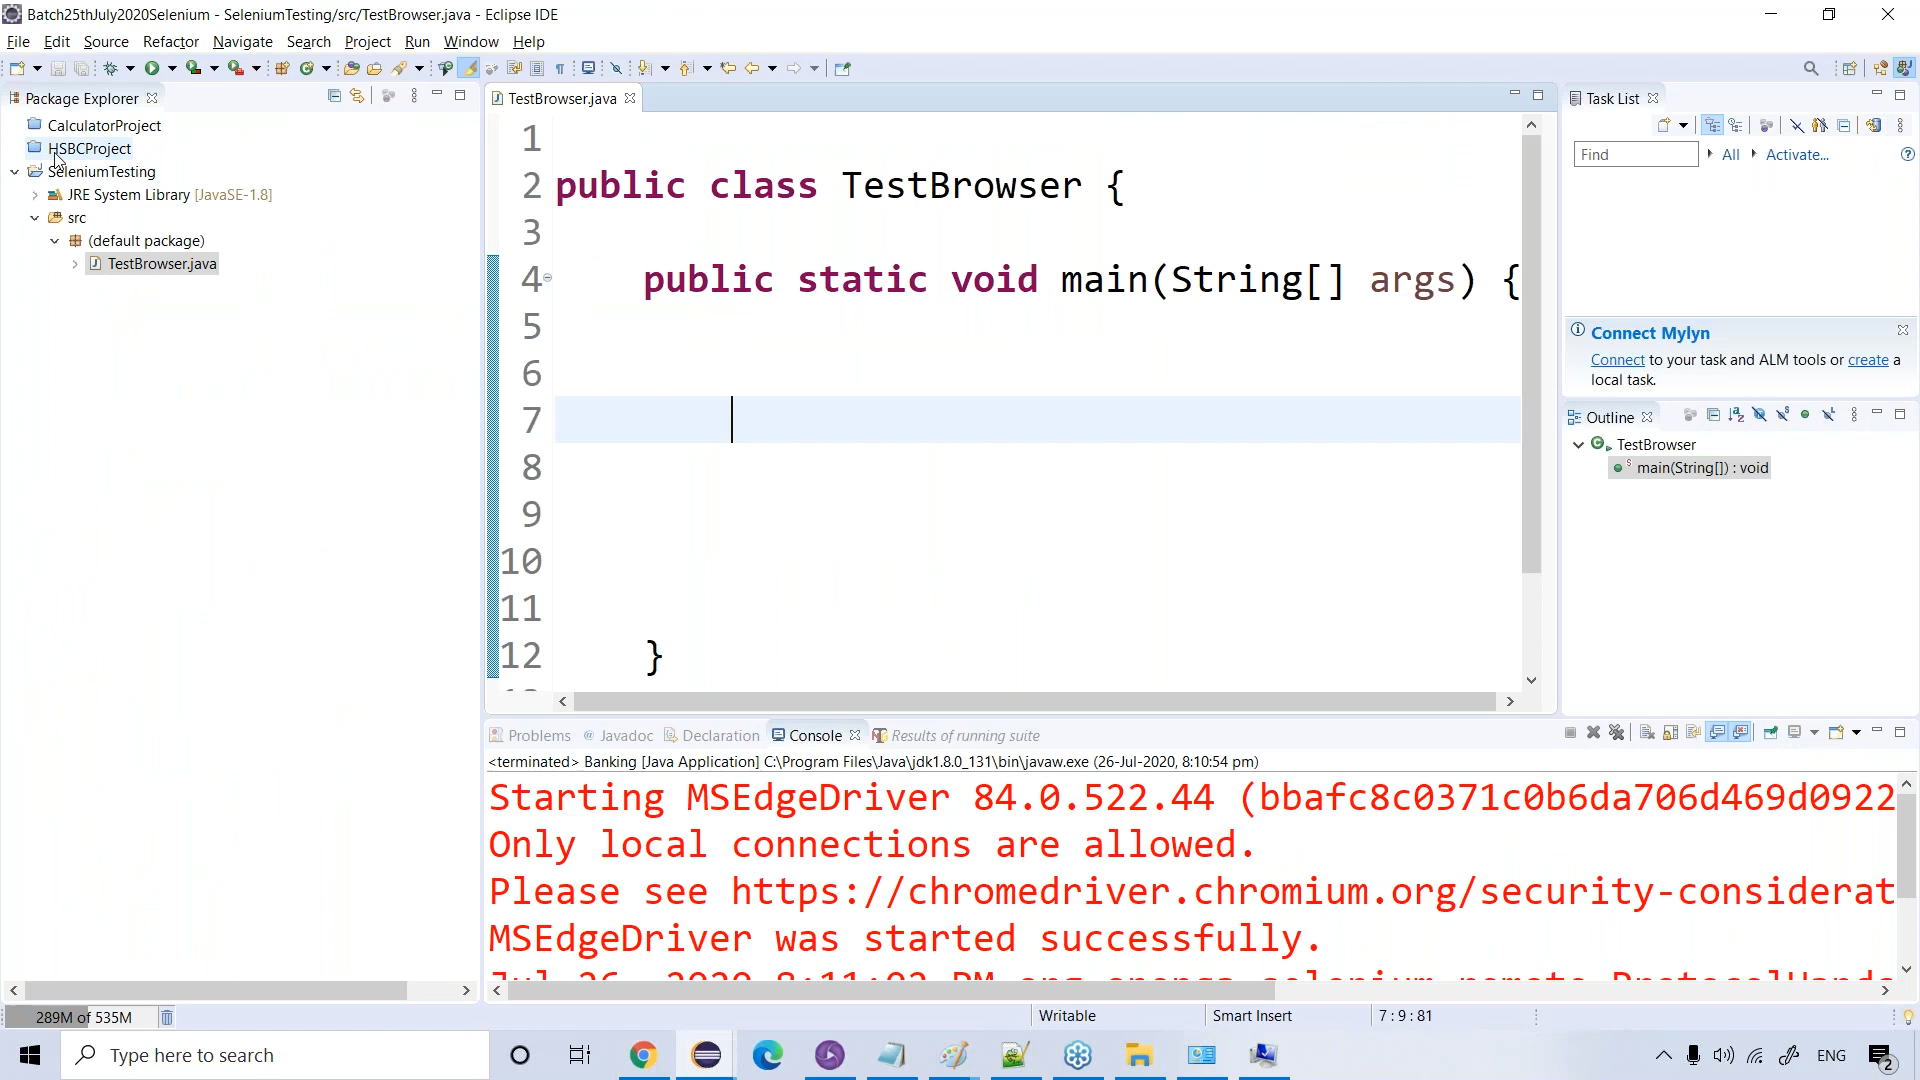 Batch25thJuly2020Selenium - SeleniumTesting/src/TestBrowser.java - Eclipse IDE
File Edit Source Refactor Navigate Search Project Run Window Help
Package Explorer
CalculatorProject
HSBCProject
SeleniumTesting
JRE System Library [JavaSE-1.8]
src
(default package)
TestBrowser.java
TestBrowser.java
1
2 public class TestBrowser {
3
4 public static void main(String[] args) {
5
6
7
8
9
10
11
12 }
Task List
Find All Activate...
Connect Mylyn
Connect to your task and ALM tools or create a
local task.
Outline
TestBrowser
main(String[]) : void
Problems @ Javadoc Declaration Console Results of running suite
<terminated> Banking [Java Application] C:\Program Files\Java\jdk1.8.0_131\bin\javaw.exe (26-Jul-2020, 8:10:54 pm)
Starting MSEdgeDriver 84.0.522.44 (bbafc8c0371c0b6da706d469d0922
Only local connections are allowed.
Please see https://chromedriver.chromium.org/security-considerat
MSEdgeDriver was started successfully.
289M of 535M
Writable Smart Insert 7 : 9 : 81
Type here to search
ENG
2